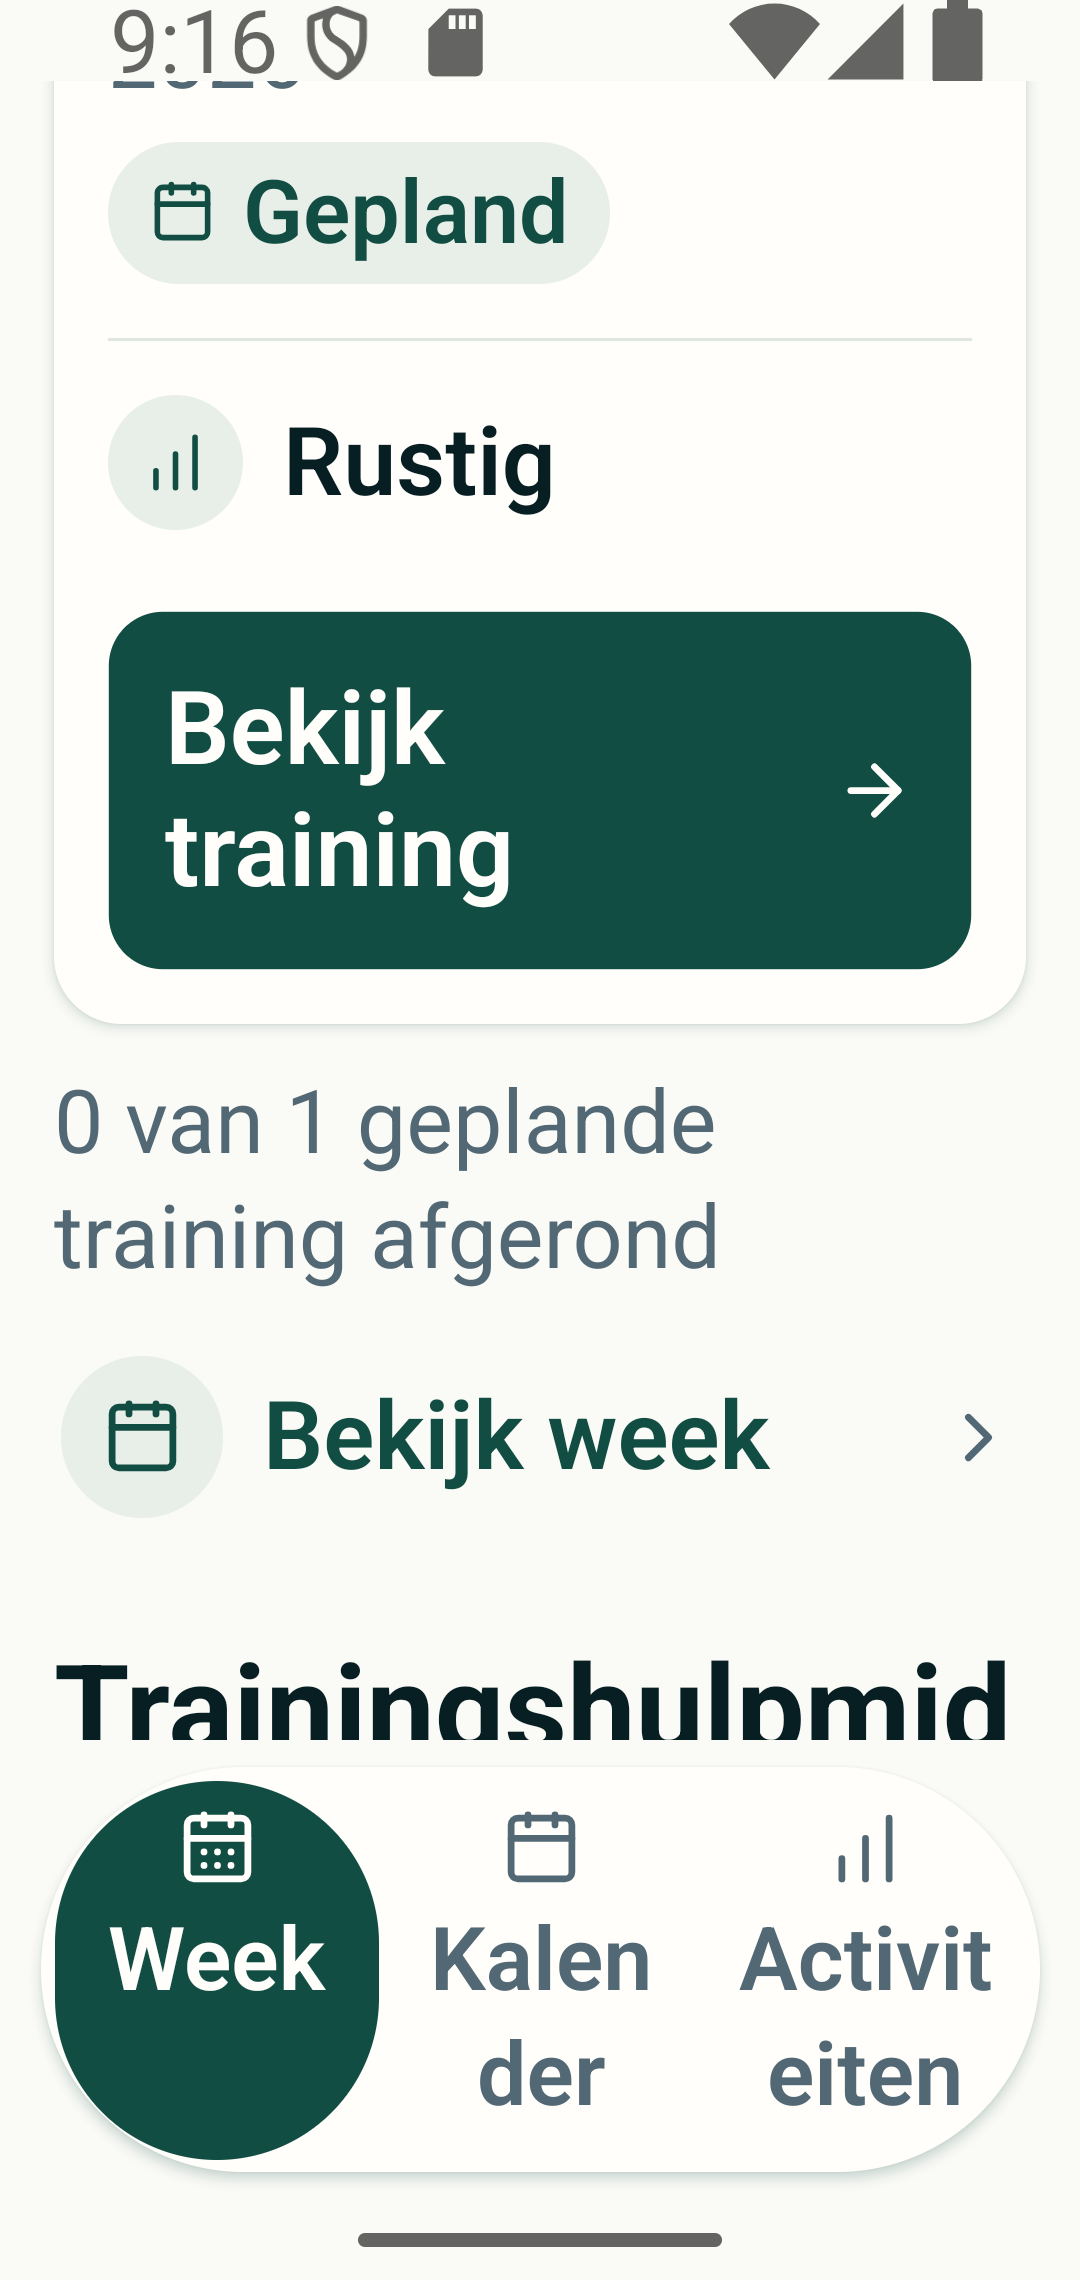 9:16
Gepland
Rustig
Bekijk
training
0 van 1 geplande
training afgerond
Bekijk week
Trainingshulpmid
Week
Kalen
der
Activit
eiten